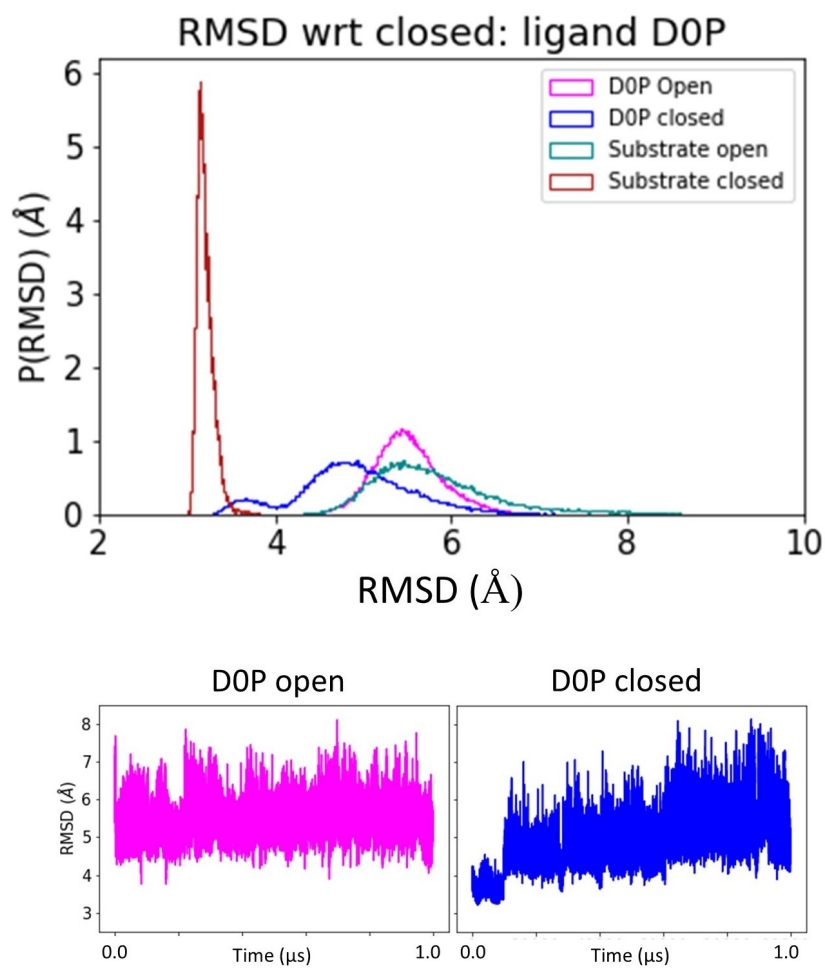 RMSD wrt closed: ligand D0P
6
5
4
3
2
1
0
P(RMSD)) (Å)
D0P Open
D0P closed
Substrate open
Substrate closed
2 4 6 8 10
RMSD (Å)
D0P open D0P closed
8
7
6
5
4
3
RMSD (Å)
0.0 Time (μs) 1.0 0.0 Time (μs) 1.0